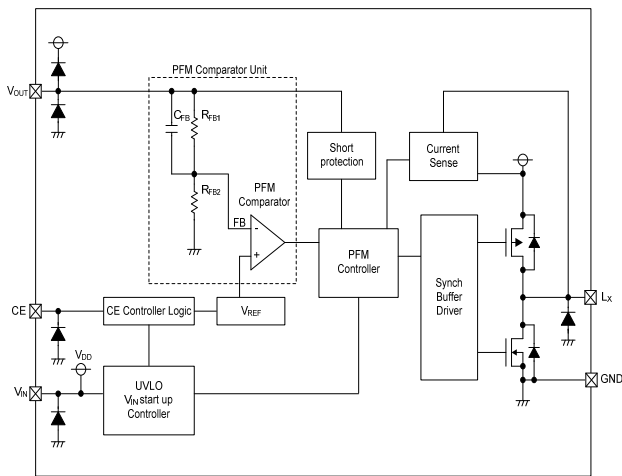 PFM Comparator Unit
VOUT
CFB
RFB1
Short
protection
Current
Sense
RFB2
PFM
Comparator
FB
-
+
PFM
Controller
Synch
Buffer
Driver
CE
CE Controller Logic
VREF
LX
VDD
VIN
UVLO
VIN start up
Controller
GND